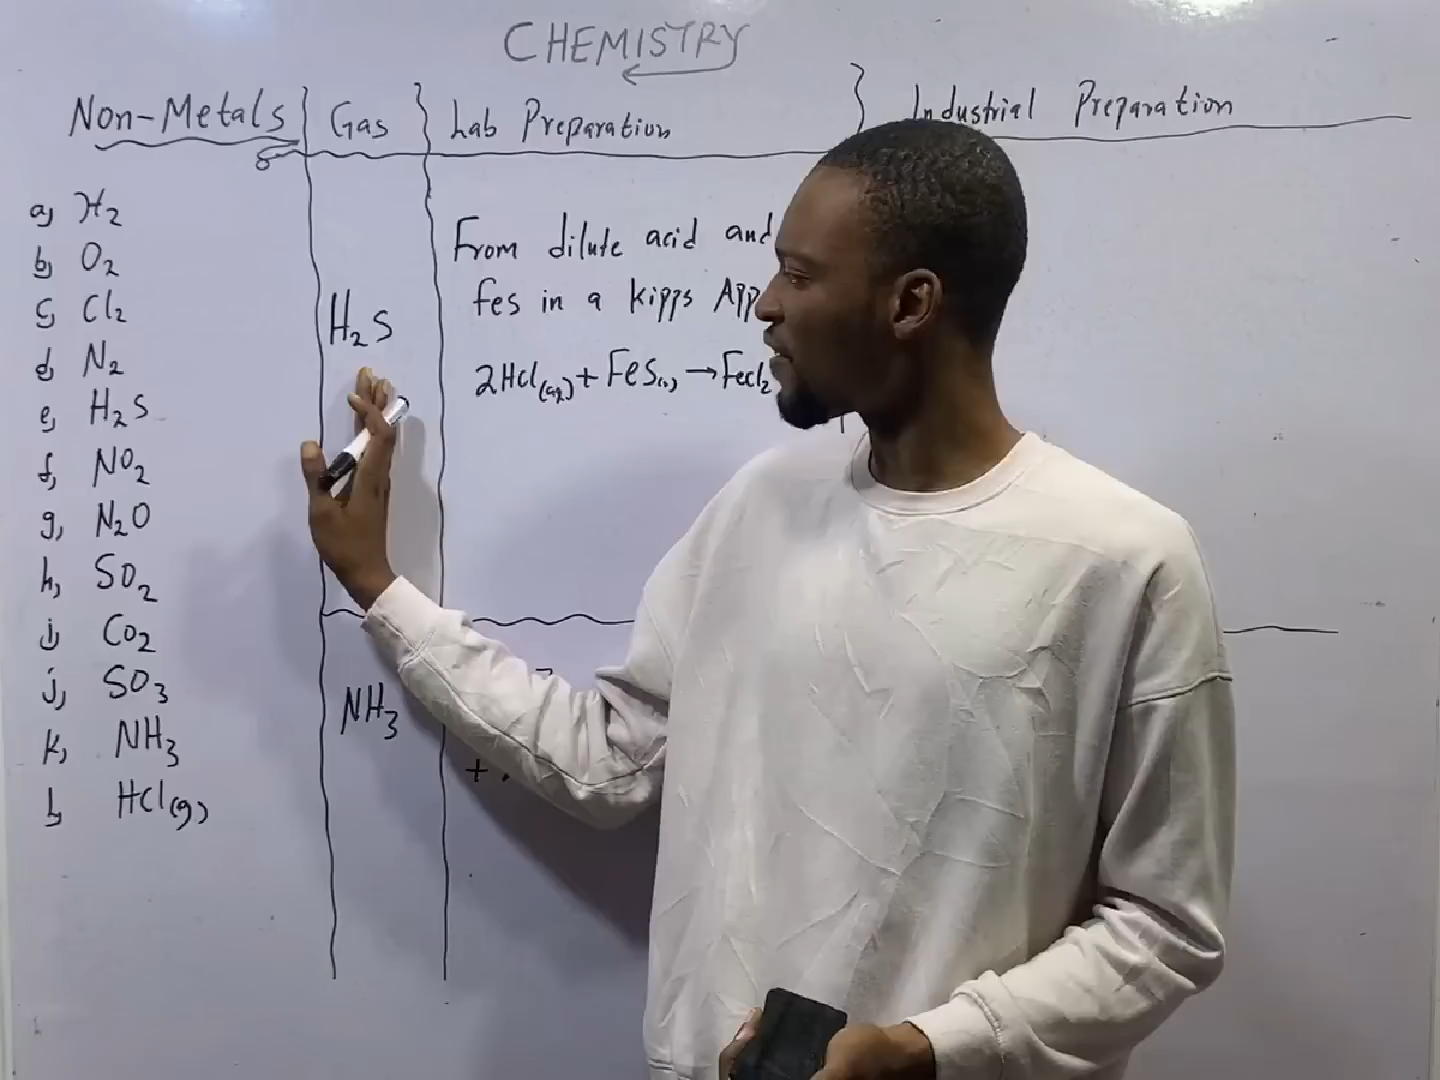 CHEMISTRY
Non-Metals Gas Lab Preparation Industrial Preparation
a) H2
b) O2
c) Cl2
d) N2
e) H2S
f) NO2
g) N2O
h) SO2
i) CO2
j) SO3
k) NH3
l) HCl(g)
H2S
From dilute acid and
fes in a Kipps App
2Hcl(aq) + FeS(s) → Fecl2
NH3
+